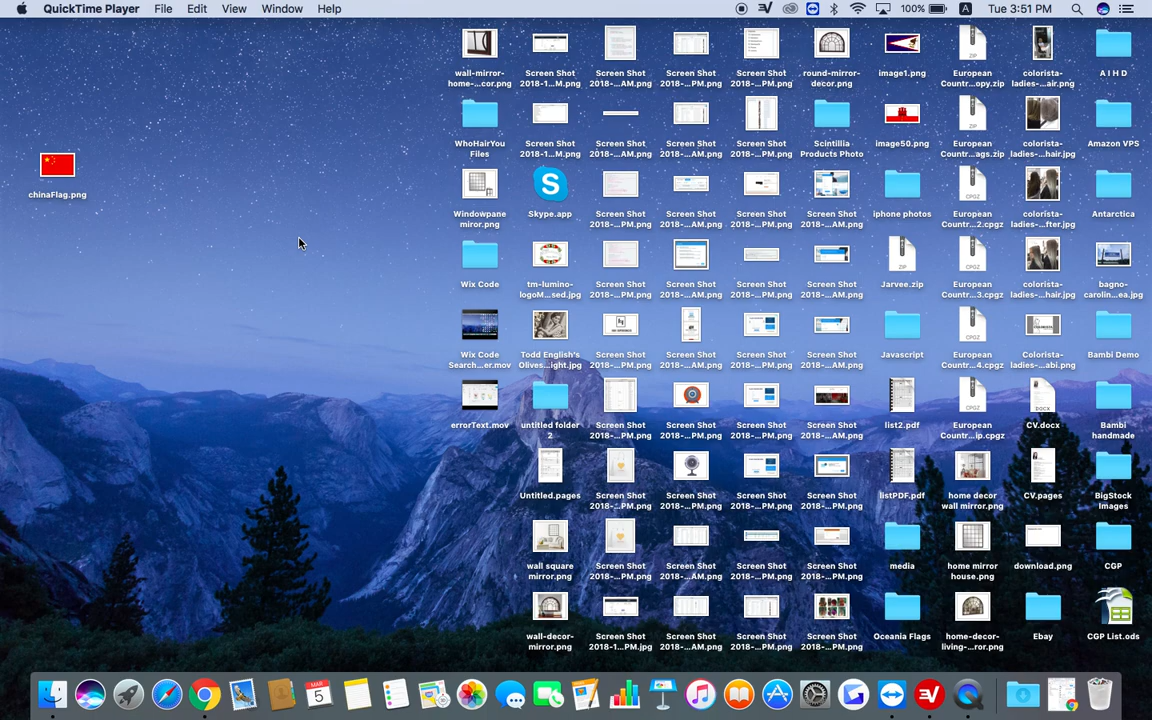 QuickTime Player File Edit View Window Help 100% A Tue 3:51 PM
wall-mirror- Screen Shot Screen Shot Screen Shot Screen Shot round-mirror- image1.png European colorista- A I H D
home-...cor.png 2018-1...M.png 2018-...AM.png 2018-...PM.png 2018-...PM.png decor.png Countr...opy.zip ladies-...air.png
WhoHairYou Screen Shot Screen Shot Screen Shot Screen Shot Scintillia image50.png European colorista- Amazon VPS
Files 2018-1...M.png 2018-...AM.png 2018-...AM.png 2018-...PM.png Products Photo Countr...ags.zip ladies-...hair.jpg
chinaFlag.png
Windowpane Skype.app Screen Shot Screen Shot Screen Shot Screen Shot iphone photos European colorista- Antarctica
miror.png 2018-...PM.png 2018-...PM.png 2018-...PM.png 2018-...AM.png Countr...2.cpgz ladies-...fter.jpg
Wix Code tm-lumino- Screen Shot Screen Shot Screen Shot Screen Shot Jarvee.zip European colorista- bagno-
logoM...sed.jpg 2018-...PM.png 2018-...PM.png 2018-...PM.png 2018-...AM.png Countr...3.cpgz ladies-...hair.jpg carolin...ea.jpg
Wix Code Todd English's Screen Shot Screen Shot Screen Shot Screen Shot Javascript European Colorista- Bambi Demo
Search...er.mov Olives...ight.jpg 2018-...PM.png 2018-...PM.png 2018-...PM.png 2018-...AM.png Countr...4.cpgz ladies-...abi.png
errorText.mov untitled folder Screen Shot Screen Shot Screen Shot Screen Shot list2.pdf European CV.docx Bambi
2 2018-...PM.png 2018-...PM.png 2018-...PM.png 2018-...AM.png Countr...ip.cpgz handmade
Untitled.pages Screen Shot Screen Shot Screen Shot Screen Shot listPDF.pdf home decor CV.pages BigStock
2018-...PM.png 2018-...PM.png 2018-...PM.png 2018-...AM.png wall mirror.png Images
wall square Screen Shot Screen Shot Screen Shot Screen Shot media home mirror download.png CGP
mirror.png 2018-...PM.png 2018-...AM.png 2018-...PM.png 2018-...PM.png house.png
wall-decor- Screen Shot Screen Shot Screen Shot Screen Shot Oceania Flags home-decor- Ebay CGP List.ods
mirror.png 2018-1...PM.jpg 2018-...AM.png 2018-...PM.png 2018-...PM.png living-...ror.png